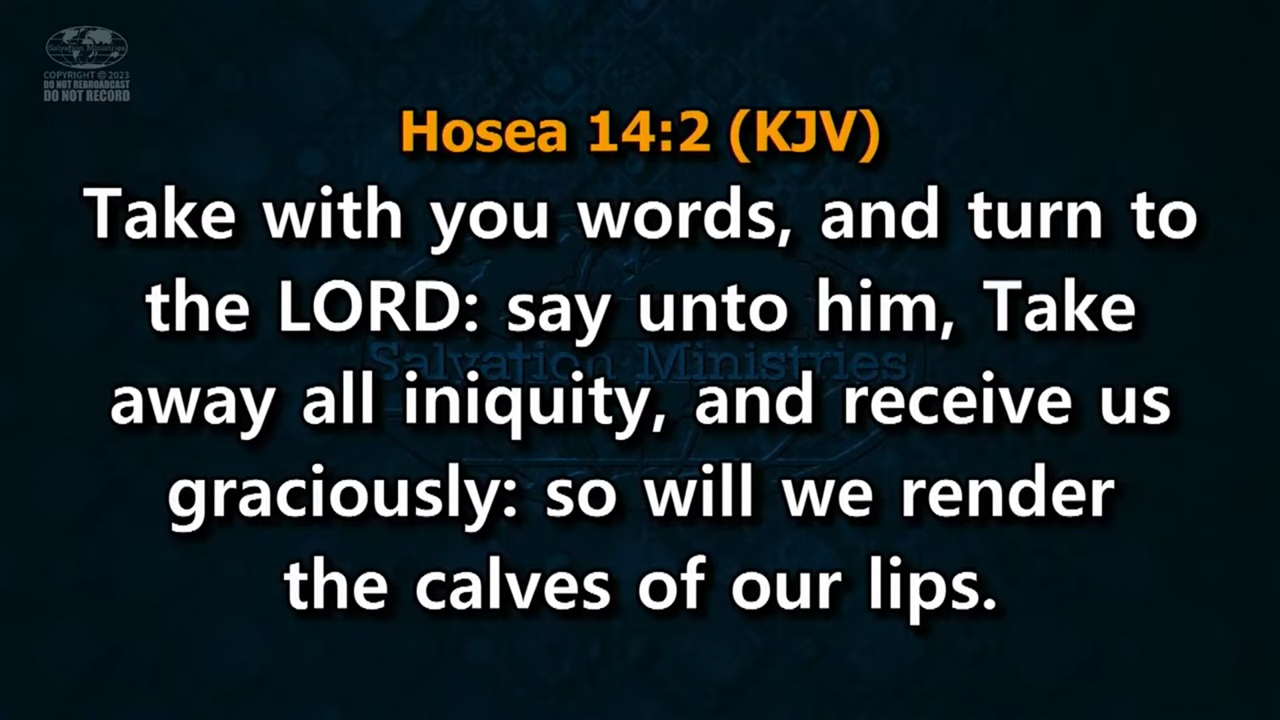 Salvation Ministries
COPYRIGHT © 2023
DO NOT REBROADCAST
DO NOT RECORD
Hosea 14:2 (KJV)
Take with you words, and turn to
the LORD: say unto him, Take
Salvation Ministries
away all iniquity, and receive us
graciously: so will we render
the calves of our lips.